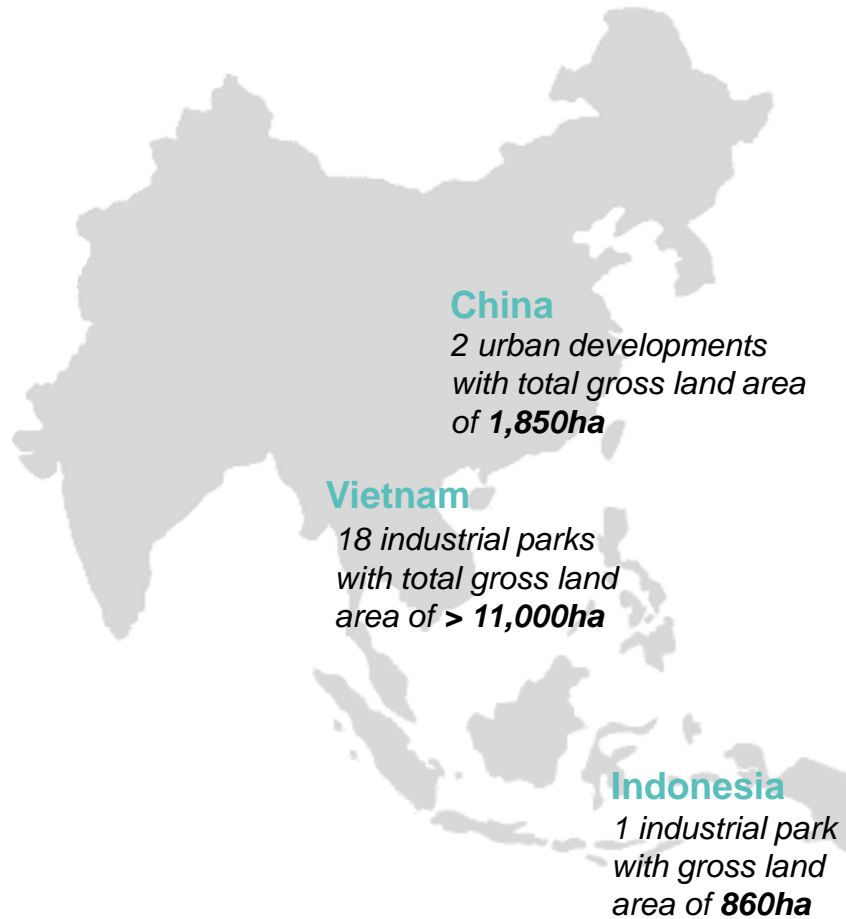 China
2 urban developments
with total gross land area
of 1,850ha
Vietnam
18 industrial parks
with total gross land
area of > 11,000ha
Indonesia
1 industrial park
with gross land
area of 860ha